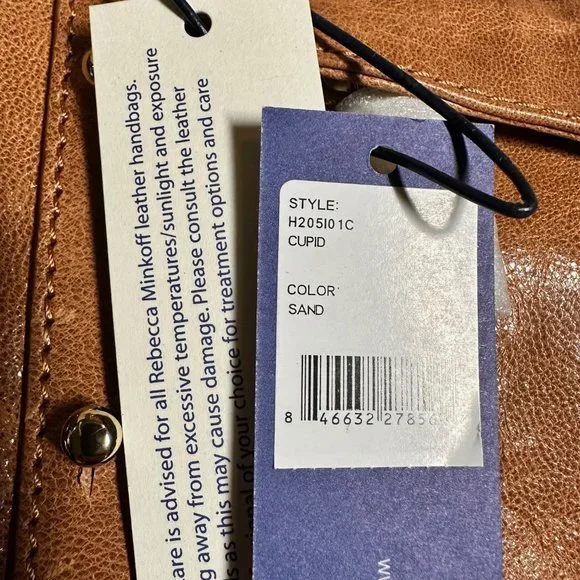 are is advised for all Rebecca Minkoff leather handbags.
g away from excessive temperatures/sunlight and exposure
s as this may cause damage. Please consult the leather
ional of your choice for treatment options and care
STYLE:
H205I01C
CUPID
COLOR:
SAND
8 46632 27856